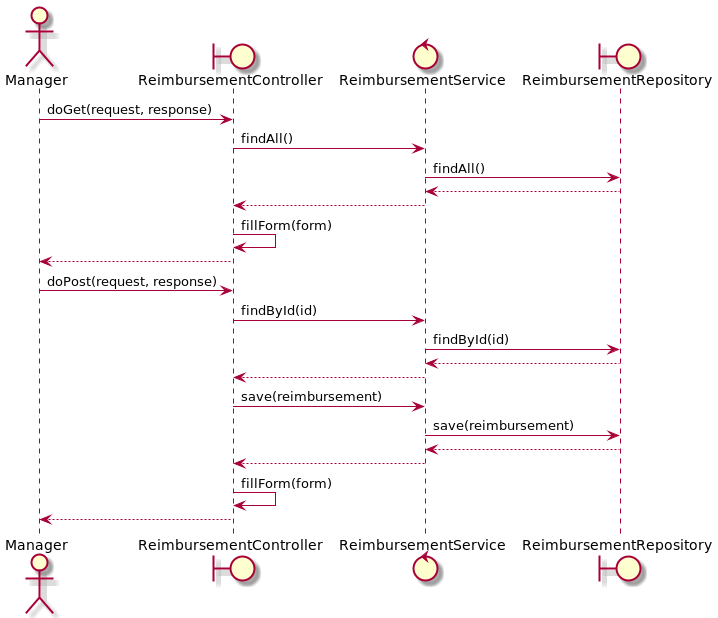 Manager
ReimbursementController
ReimbursementService
ReimbursementRepository
doGet(request, response)
findAll()
findAll()
fillForm(form)
doPost(request, response)
findById(id)
findById(id)
save(reimbursement)
save(reimbursement)
fillForm(form)
Manager
ReimbursementController
ReimbursementService
ReimbursementRepository